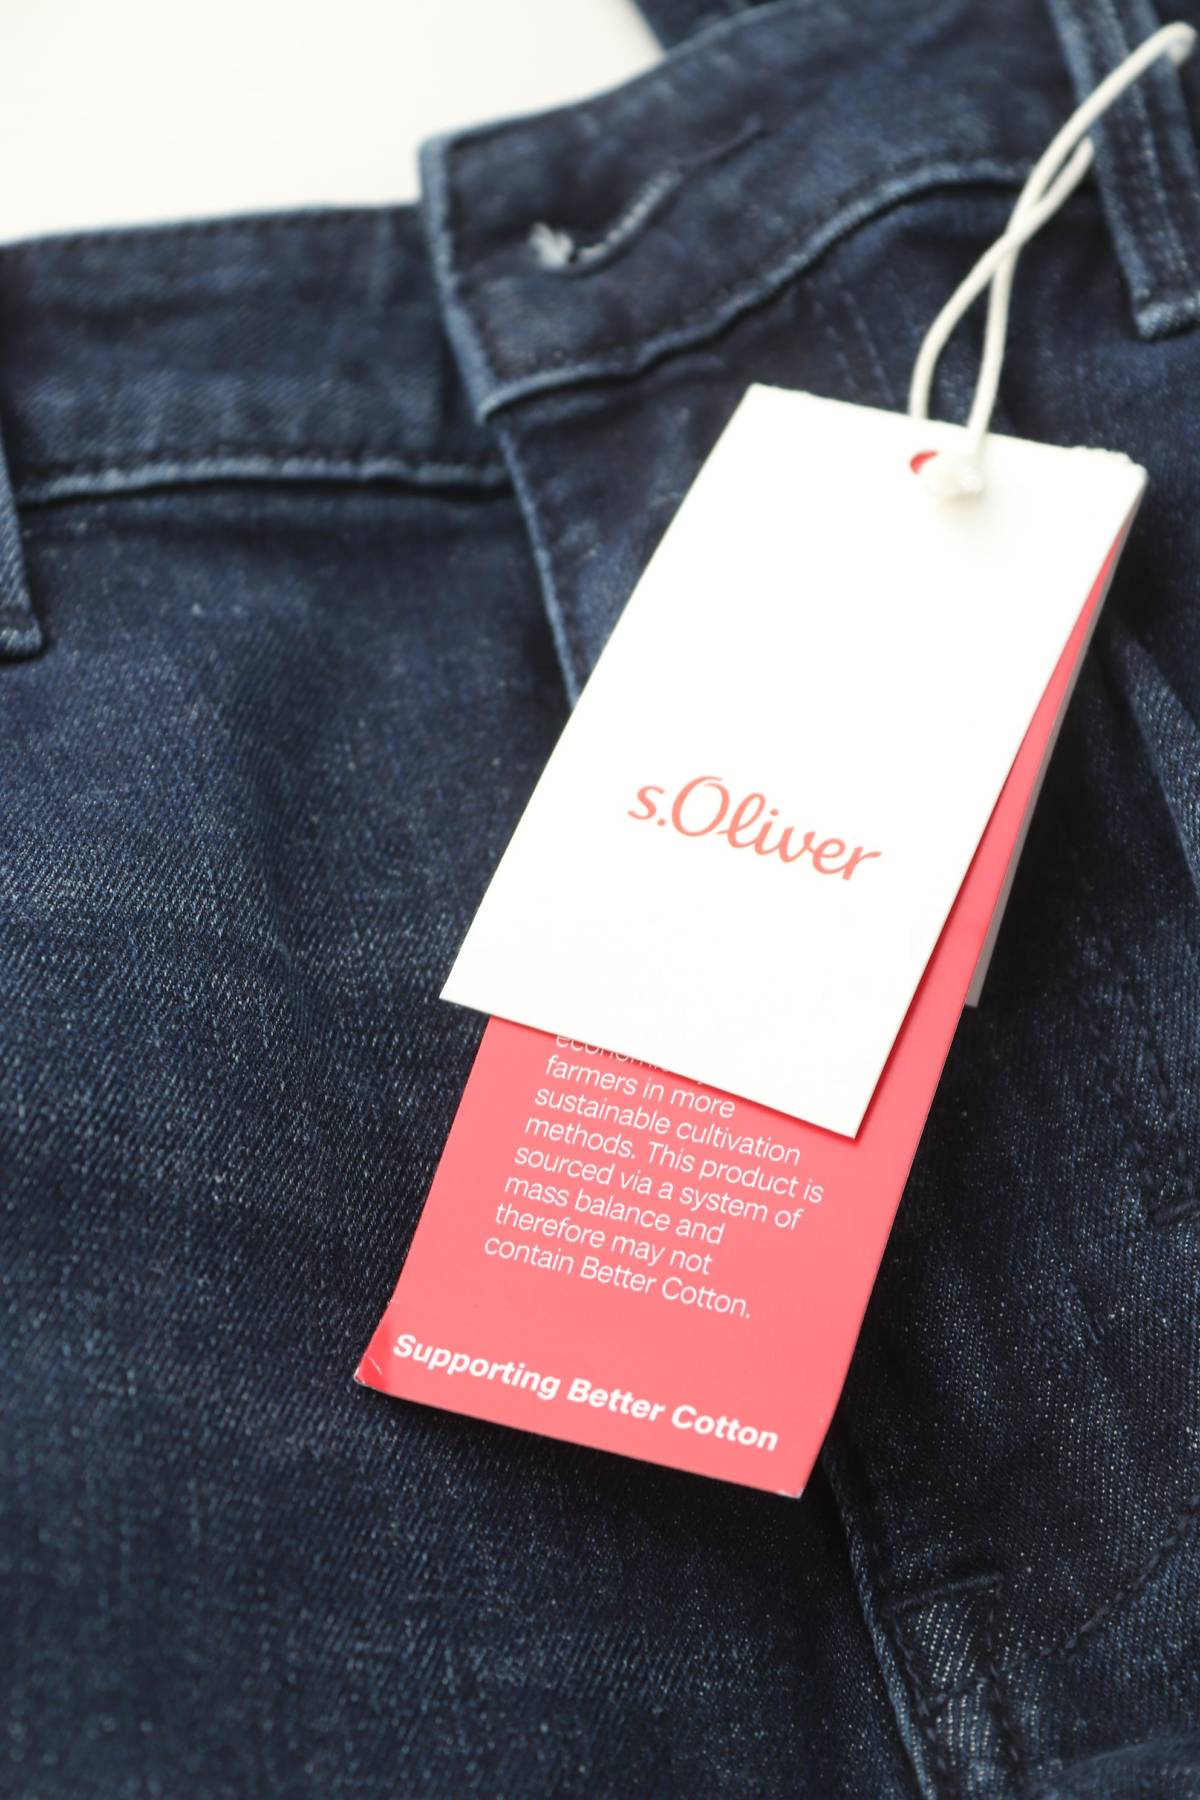 s.Oliver
farmers in more
sustainable cultivation
methods. This product is
sourced via a system of
mass balance and
therefore may not
contain Better Cotton.
Supporting Better Cotton